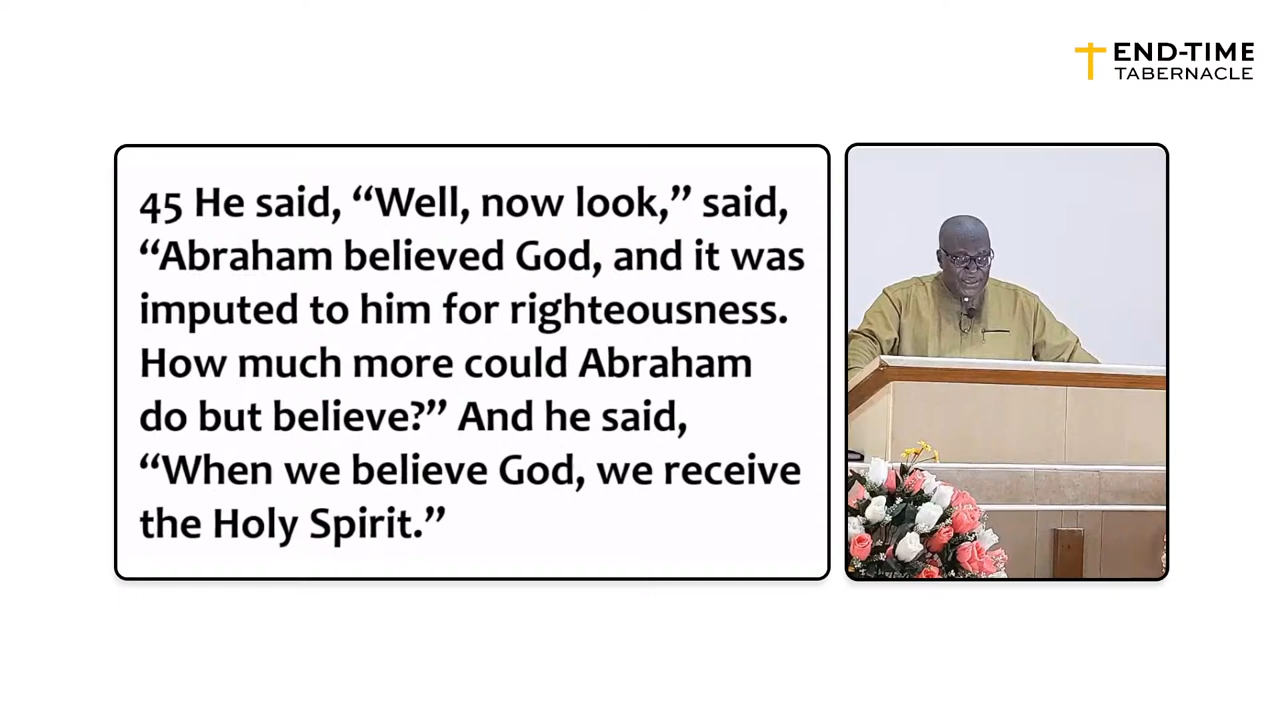 END-TIME
TABERNACLE
45 He said, “Well, now look,” said,
“Abraham believed God, and it was
imputed to him for righteousness.
How much more could Abraham
do but believe?” And he said,
“When we believe God, we receive
the Holy Spirit.”